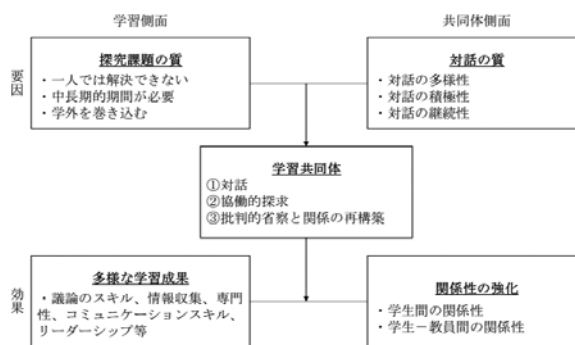 学習側面
共同体側面
要因
探究課題の質
・一人では解決できない
・中長期的期間が必要
・学外を巻き込む
対話の質
・対話の多様性
・対話の積極性
・対話の継続性
学習共同体
①対話
②協働的探求
③批判的省察と関係の再構築
効果
多様な学習成果
・議論のスキル、情報収集、専門
性、コミュニケーションスキル、
リーダーシップ等
関係性の強化
・学生間の関係性
・学生－教員間の関係性